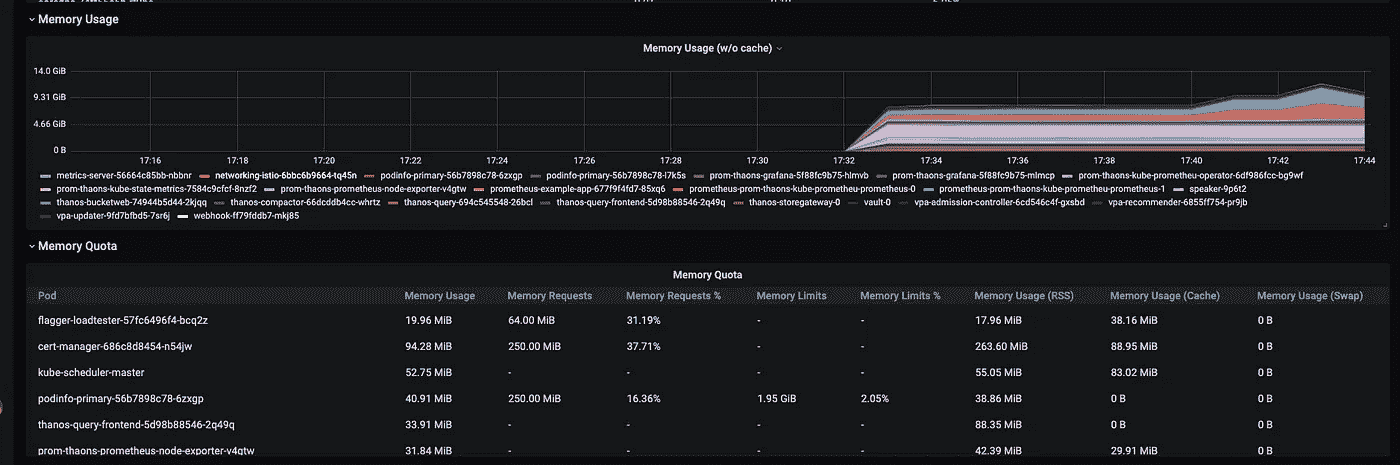 Memory Usage
Memory Usage (w/o cache)
14.0 GiB
9.31 GiB
4.66 GiB
0 B
17:16 17:18 17:20 17:22 17:24 17:26 17:28 17:30 17:32 17:34 17:36 17:38 17:40 17:42 17:44
metrics-server-56664c85bb-nbbnr networking-istio-6bbc6b9664-tq45n podinfo-primary-56b7898c78-6zxgp podinfo-primary-56b7898c78-l7k5s prom-thaons-grafana-5f88fc9b75-hlmvb prom-thaons-grafana-5f88fc9b75-mlmcp prom-thaons-kube-prometheu-operator-6df986fcc-bg9wf
prom-thaons-kube-state-metrics-7584c9cfcf-8nzf2 prom-thaons-prometheus-node-exporter-v4gtw prometheus-example-app-677f9f4fd7-85xq6 prometheus-prom-thaons-kube-prometheu-prometheus-0 prometheus-prom-thaons-kube-prometheu-prometheus-1 speaker-9p6t2
thanos-bucketweb-74944b5d44-2kjqq thanos-compactor-66dcddb4cc-whrtz thanos-query-694c545548-26bcl thanos-query-frontend-5d98b88546-2q49q thanos-storegateway-0 vault-0 vpa-admission-controller-6cd546c4f-gxsbd vpa-recommender-6855ff754-pr9jb
vpa-updater-9fd7bfbd5-7sr6j webhook-ff79fddb7-mkj85
Memory Quota
Memory Quota
Pod Memory Usage Memory Requests Memory Requests % Memory Limits Memory Limits % Memory Usage (RSS) Memory Usage (Cache) Memory Usage (Swap)
flagger-loadtester-57fc6496f4-bcq2z 19.96 MiB 64.00 MiB 31.19% - - 17.96 MiB 38.16 MiB 0 B
cert-manager-686c8d8454-n54jw 94.28 MiB 250.00 MiB 37.71% - - 263.60 MiB 88.95 MiB 0 B
kube-scheduler-master 52.75 MiB - - - - 55.05 MiB 83.02 MiB 0 B
podinfo-primary-56b7898c78-6zxgp 40.91 MiB 250.00 MiB 16.36% 1.95 GiB 2.05% 38.86 MiB 0 B 0 B
thanos-query-frontend-5d98b88546-2q49q 33.91 MiB - - - - 88.35 MiB 0 B 0 B
prom-thaons-prometheus-node-exporter-v4gtw 31.84 MiB - - - - 42.39 MiB 29.91 MiB 0 B